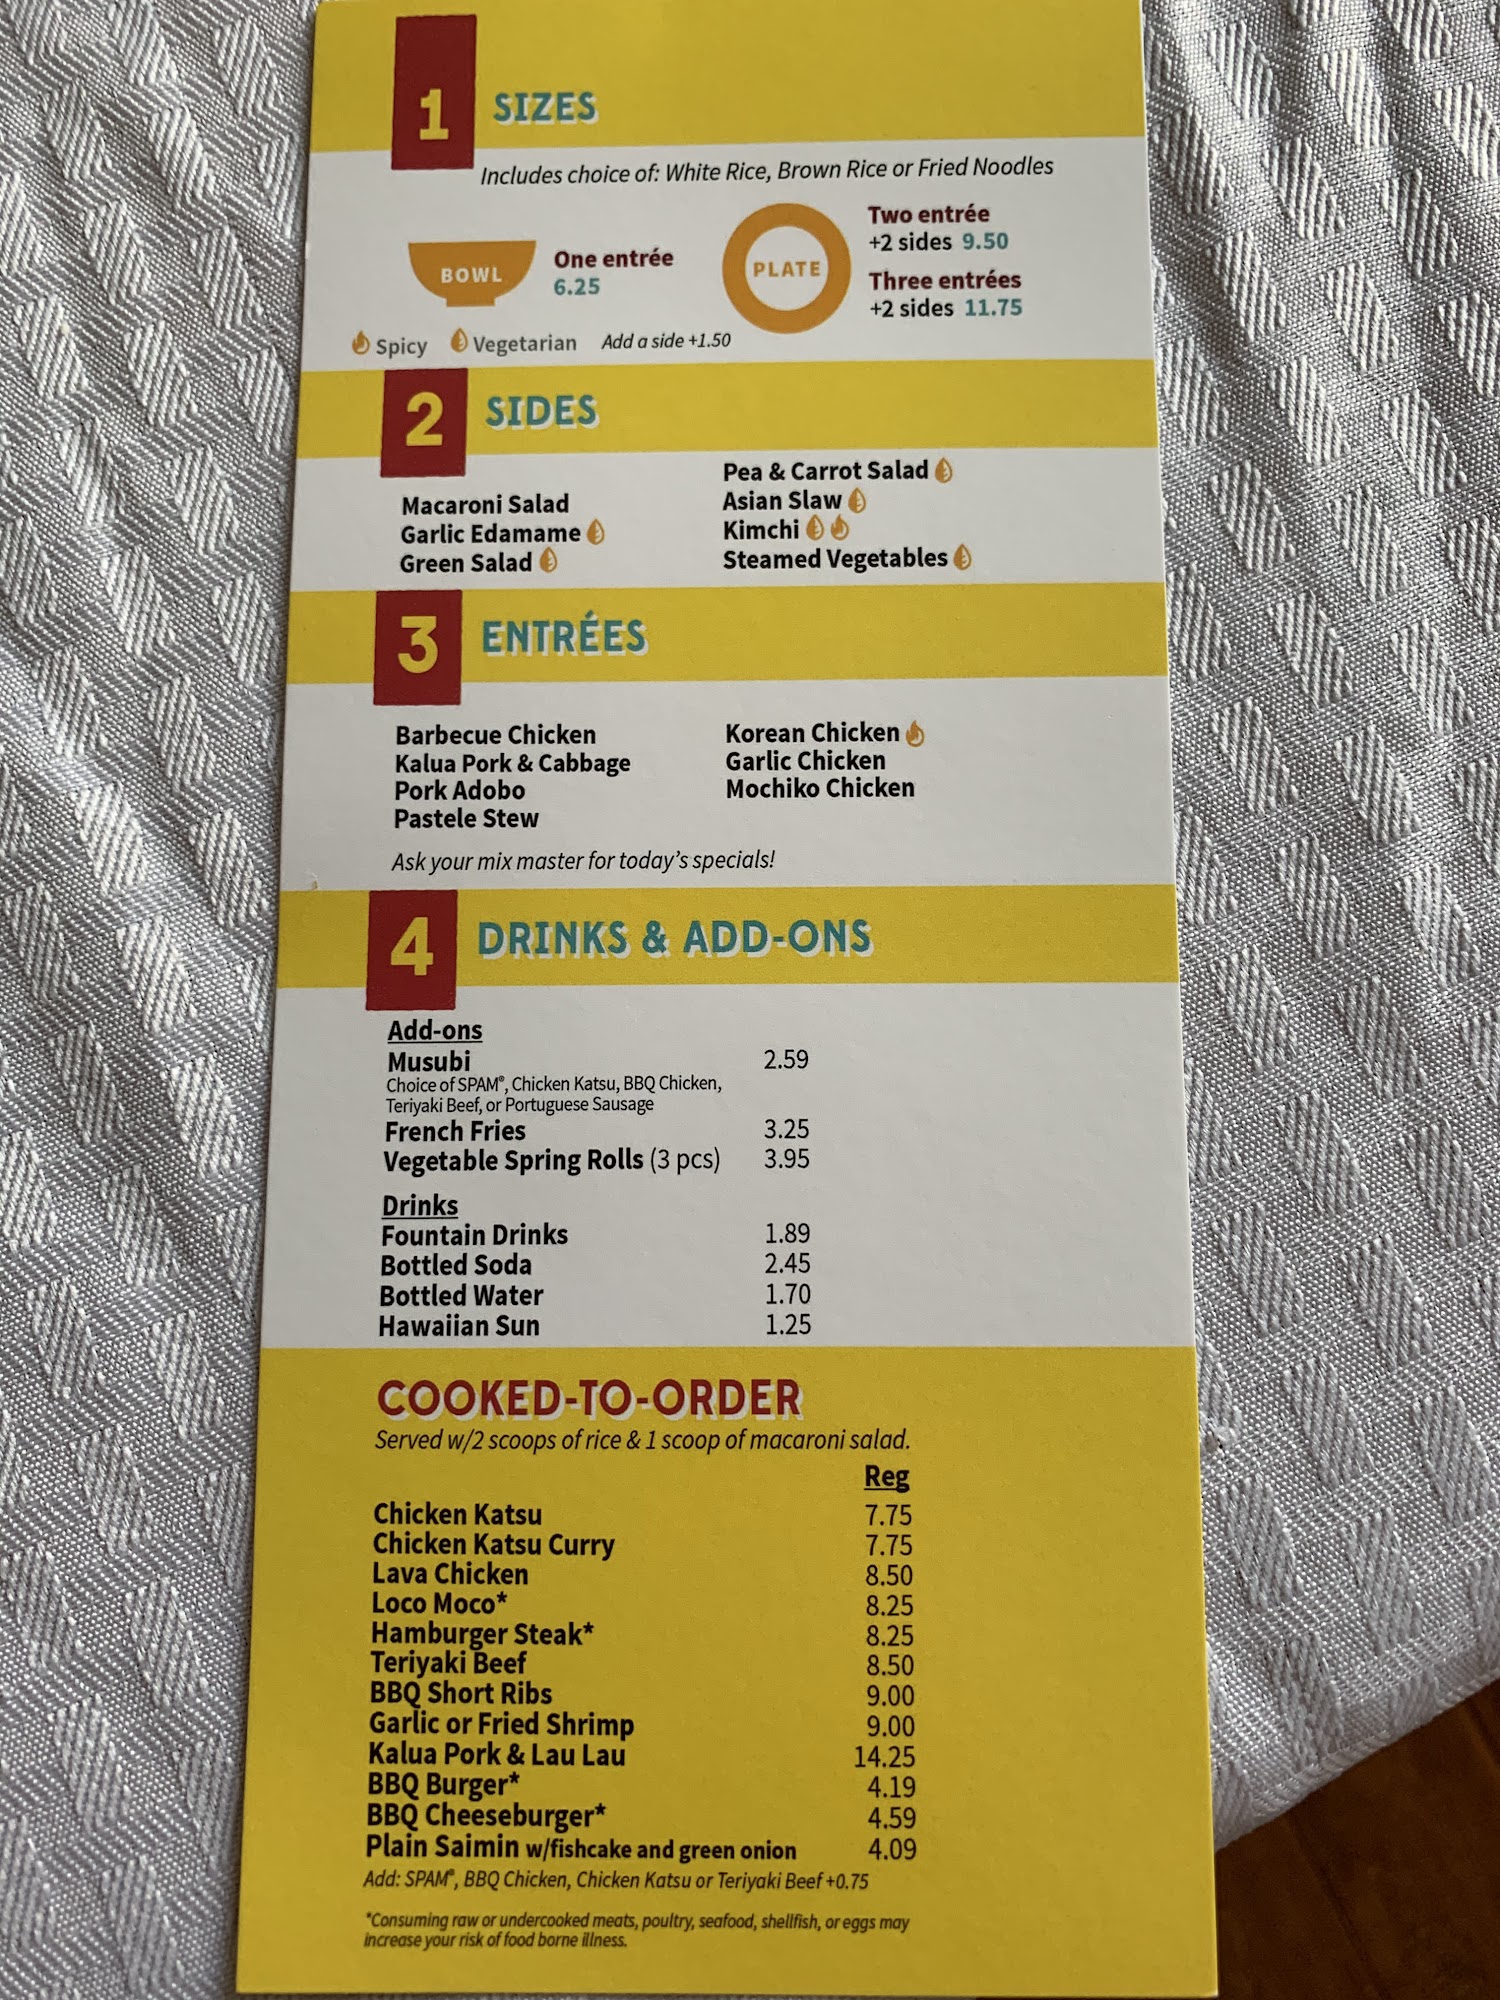 1 SIZES
Includes choice of: White Rice, Brown Rice or Fried Noodles
BOWL
One entrée
6.25
PLATE
Two entrée
+2 sides 9.50
Three entrées
+2 sides 11.75
Spicy Vegetarian Add a side +1.50
2 SIDES
Macaroni Salad
Garlic Edamame
Green Salad
Pea & Carrot Salad
Asian Slaw
Kimchi
Steamed Vegetables
3 ENTRÉES
Barbecue Chicken
Kalua Pork & Cabbage
Pork Adobo
Pastele Stew
Korean Chicken
Garlic Chicken
Mochiko Chicken
Ask your mix master for today's specials!
4 DRINKS & ADD-ONS
Add-ons
Musubi 2.59
Choice of SPAM®, Chicken Katsu, BBQ Chicken,
Teriyaki Beef, or Portuguese Sausage
French Fries 3.25
Vegetable Spring Rolls (3 pcs) 3.95
Drinks
Fountain Drinks 1.89
Bottled Soda 2.45
Bottled Water 1.70
Hawaiian Sun 1.25
COOKED-TO-ORDER
Served w/2 scoops of rice & 1 scoop of macaroni salad.
Reg
Chicken Katsu 7.75
Chicken Katsu Curry 7.75
Lava Chicken 8.50
Loco Moco* 8.25
Hamburger Steak* 8.25
Teriyaki Beef 8.50
BBQ Short Ribs 9.00
Garlic or Fried Shrimp 9.00
Kalua Pork & Lau Lau 14.25
BBQ Burger* 4.19
BBQ Cheeseburger* 4.59
Plain Saimin w/fishcake and green onion 4.09
Add: SPAM®, BBQ Chicken, Chicken Katsu or Teriyaki Beef +0.75
*Consuming raw or undercooked meats, poultry, seafood, shellfish, or eggs may
increase your risk of food borne illness.